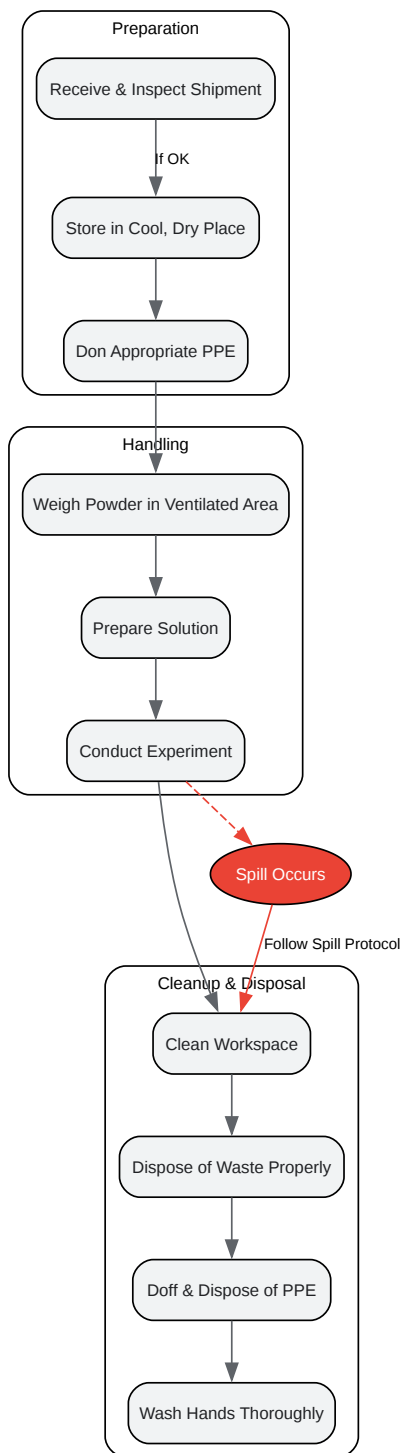 Preparation
Receive & Inspect Shipment
If OK
Store in Cool, Dry Place
Don Appropriate PPE
Handling
Weigh Powder in Ventilated Area
Prepare Solution
Conduct Experiment
Spill Occurs
Follow Spill Protocol
Cleanup & Disposal
Clean Workspace
Dispose of Waste Properly
Doff & Dispose of PPE
Wash Hands Thoroughly